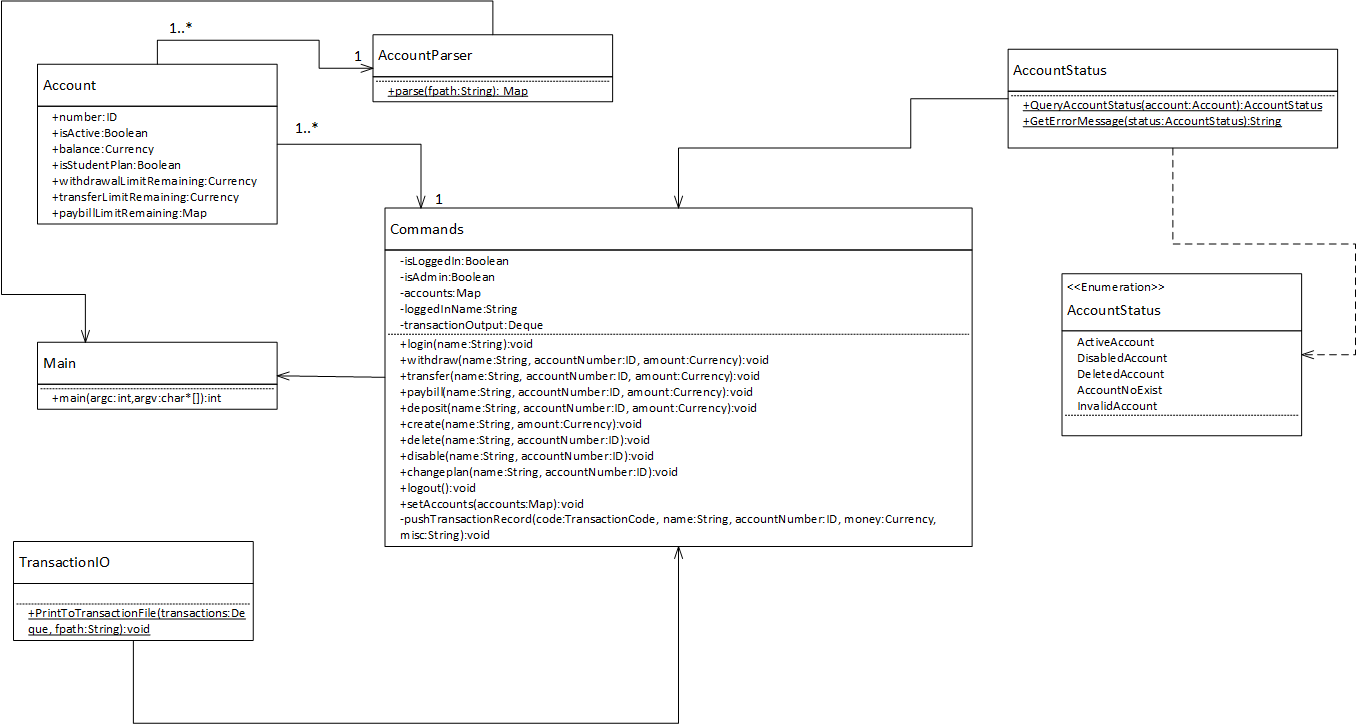 1..*
1
AccountParser
+parse(fpath:String): Map
Account
+number:ID
+isActive:Boolean
+balance:Currency
+isStudentPlan:Boolean
+withdrawalLimitRemaining:Currency
+transferLimitRemaining:Currency
+paybillLimitRemaining:Map
1..*
1
AccountStatus
+QueryAccountStatus(account:Account):AccountStatus
+GetErrorMessage(status:AccountStatus):String
Commands
-isLoggedIn:Boolean
-isAdmin:Boolean
-accounts:Map
-loggedInName:String
-transactionOutput:Deque
+login(name:String):void
+withdraw(name:String, accountNumber:ID, amount:Currency):void
+transfer(name:String, accountNumber:ID, amount:Currency):void
+paybill(name:String, accountNumber:ID, amount:Currency):void
+deposit(name:String, accountNumber:ID, amount:Currency):void
+create(name:String, amount:Currency):void
+delete(name:String, accountNumber:ID):void
+disable(name:String, accountNumber:ID):void
+changeplan(name:String, accountNumber:ID):void
+logout():void
+setAccounts(accounts:Map):void
-pushTransactionRecord(code:TransactionCode, name:String, accountNumber:ID, money:Currency,
misc:String):void
<<Enumeration>>
AccountStatus
ActiveAccount
DisabledAccount
DeletedAccount
AccountNoExist
InvalidAccount
Main
+main(argc:int,argv:char*[]):int
TransactionIO
+PrintToTransactionFile(transactions:De
que, fpath:String):void